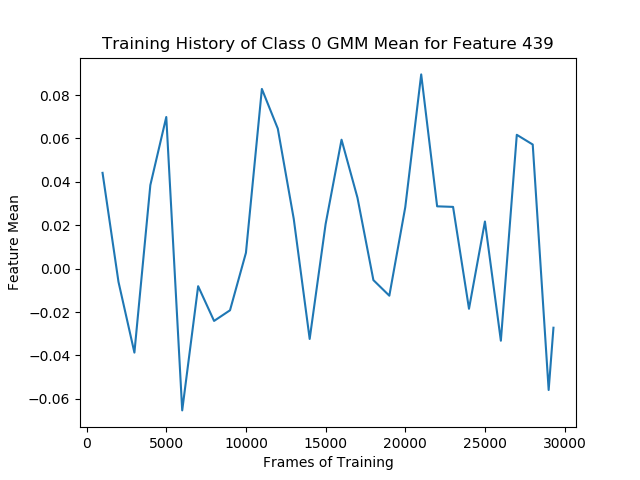 Training History of Class 0 GMM Mean for Feature 439
0.08
0.06
0.04
0.02
0.00
−0.02
−0.04
−0.06
Feature Mean
0 5000 10000 15000 20000 25000 30000
Frames of Training